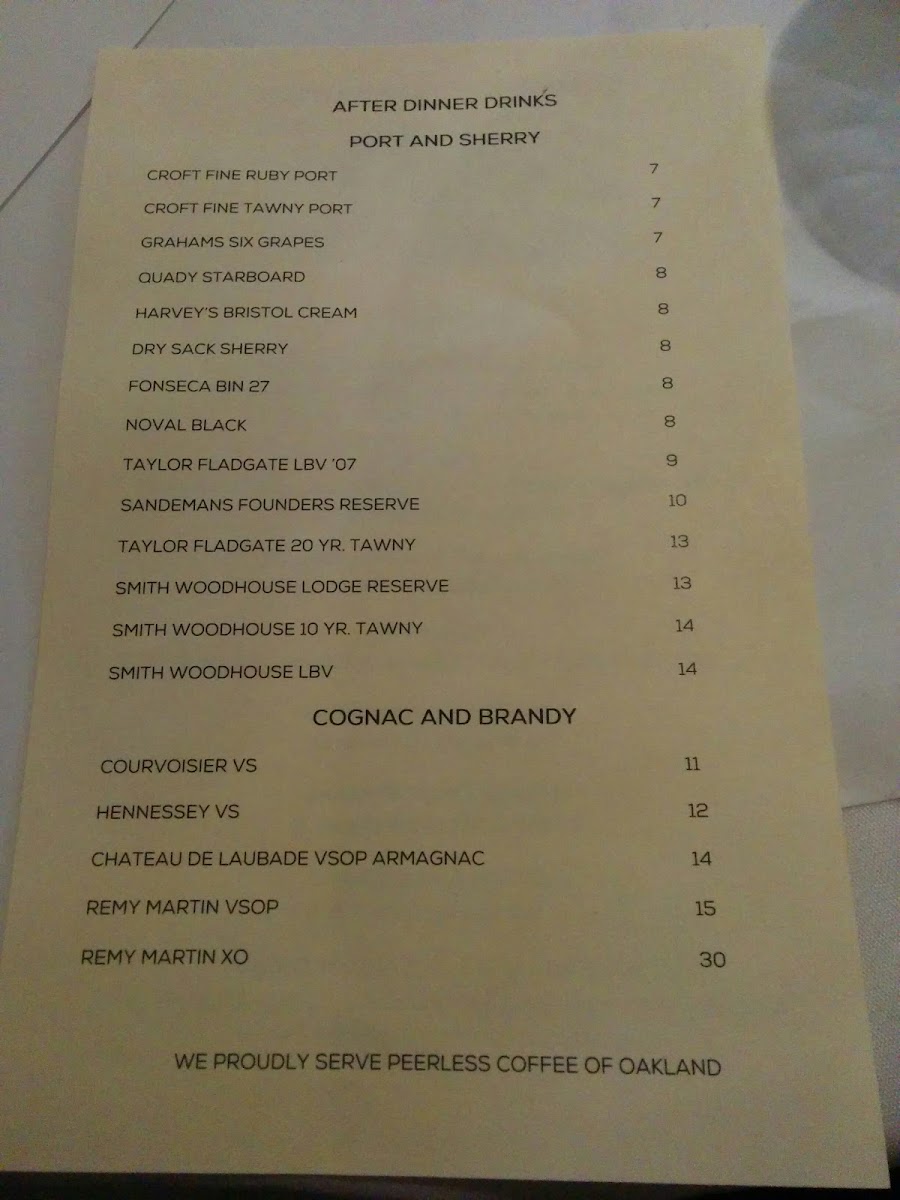 AFTER DINNER DRINKS
PORT AND SHERRY
CROFT FINE RUBY PORT 7
CROFT FINE TAWNY PORT 7
GRAHAMS SIX GRAPES 7
QUADY STARBOARD 8
HARVEY'S BRISTOL CREAM 8
DRY SACK SHERRY 8
FONSECA BIN 27 8
NOVAL BLACK 8
TAYLOR FLADGATE LBV '07 9
SANDEMANS FOUNDERS RESERVE 10
TAYLOR FLADGATE 20 YR. TAWNY 13
SMITH WOODHOUSE LODGE RESERVE 13
SMITH WOODHOUSE 10 YR. TAWNY 14
SMITH WOODHOUSE LBV 14
COGNAC AND BRANDY
COURVOISIER VS 11
HENNESSEY VS 12
CHATEAU DE LAUBADE VSOP ARMAGNAC 14
REMY MARTIN VSOP 15
REMY MARTIN XO 30
WE PROUDLY SERVE PEERLESS COFFEE OF OAKLAND